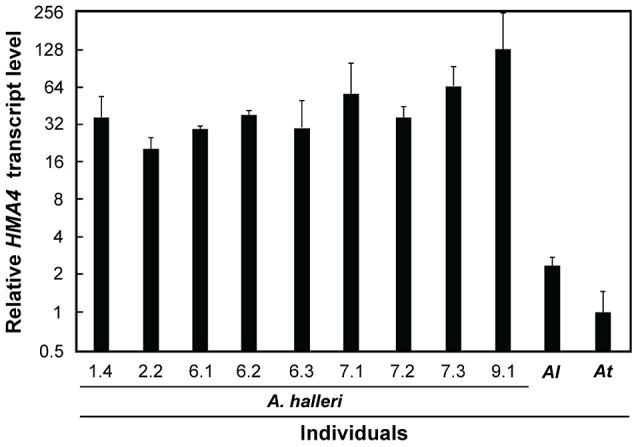 Relative HMA4 transcript level
256
128
64
32
16
8
4
2
1
0.5
1.4 2.2 6.1 6.2 6.3 7.1 7.2 7.3 9.1 Al At
A. halleri
Individuals